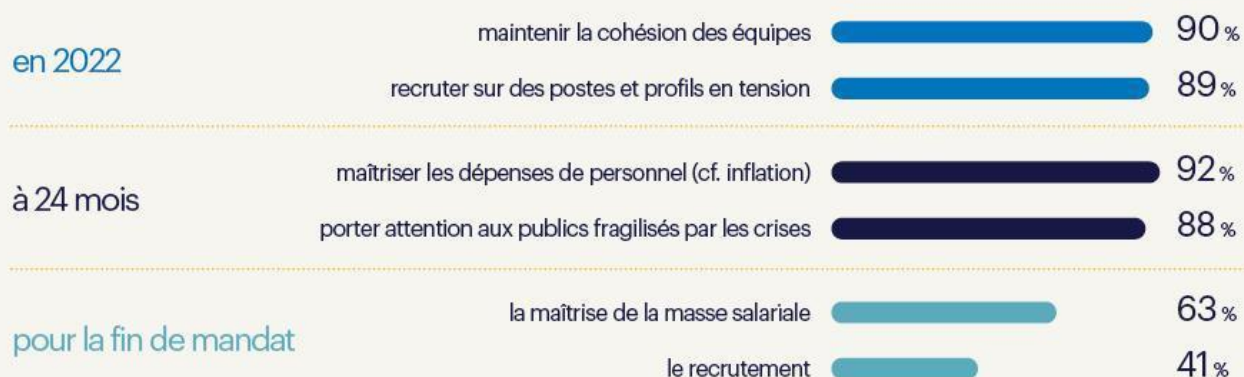 en 2022
maintenir la cohésion des équipes 90 %
recruter sur des postes et profils en tension 89 %
à 24 mois
maîtriser les dépenses de personnel (cf. inflation) 92 %
porter attention aux publics fragilisés par les crises 88 %
pour la fin de mandat
la maîtrise de la masse salariale 63 %
le recrutement 41 %